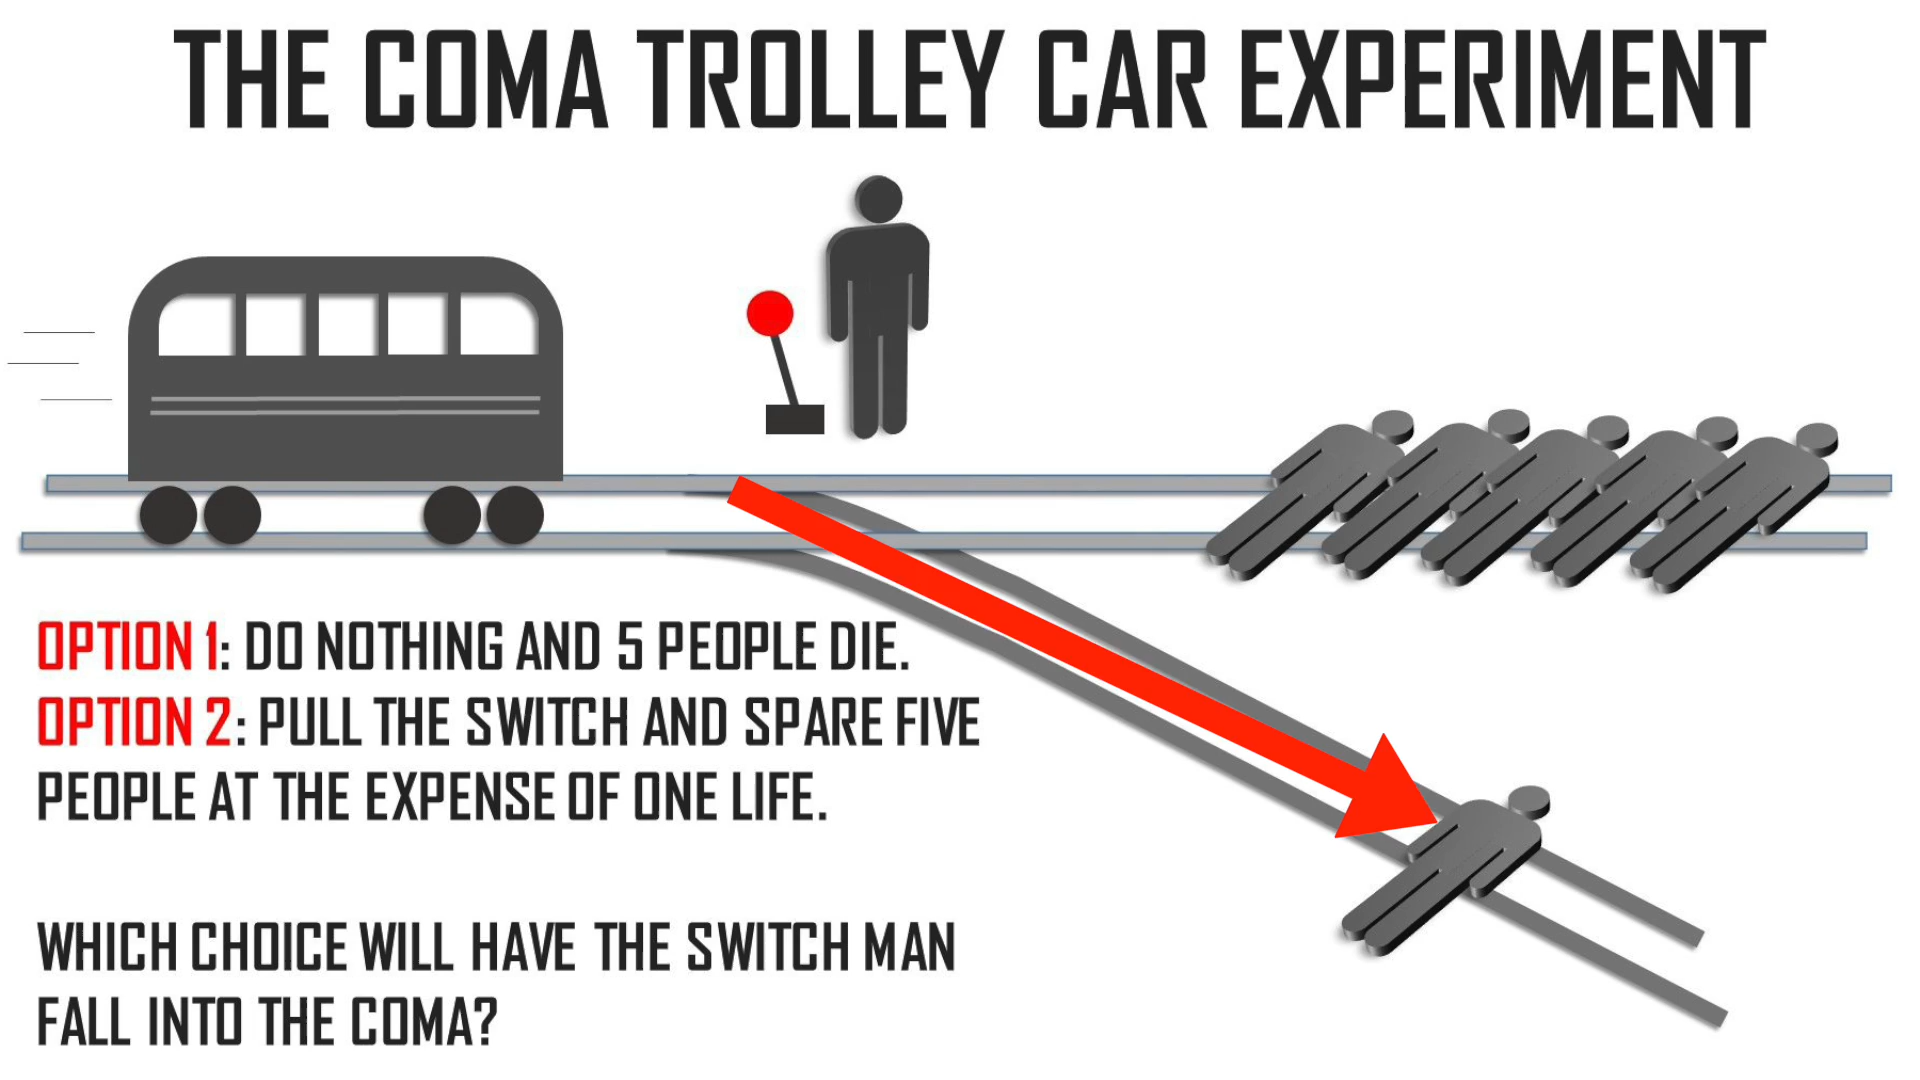 THE COMA TROLLEY CAR EXPERIMENT
OPTION 1: DO NOTHING AND 5 PEOPLE DIE.
OPTION 2: PULL THE SWITCH AND SPARE FIVE
PEOPLE AT THE EXPENSE OF ONE LIFE.
WHICH CHOICE WILL HAVE THE SWITCH MAN
FALL INTO THE COMA?